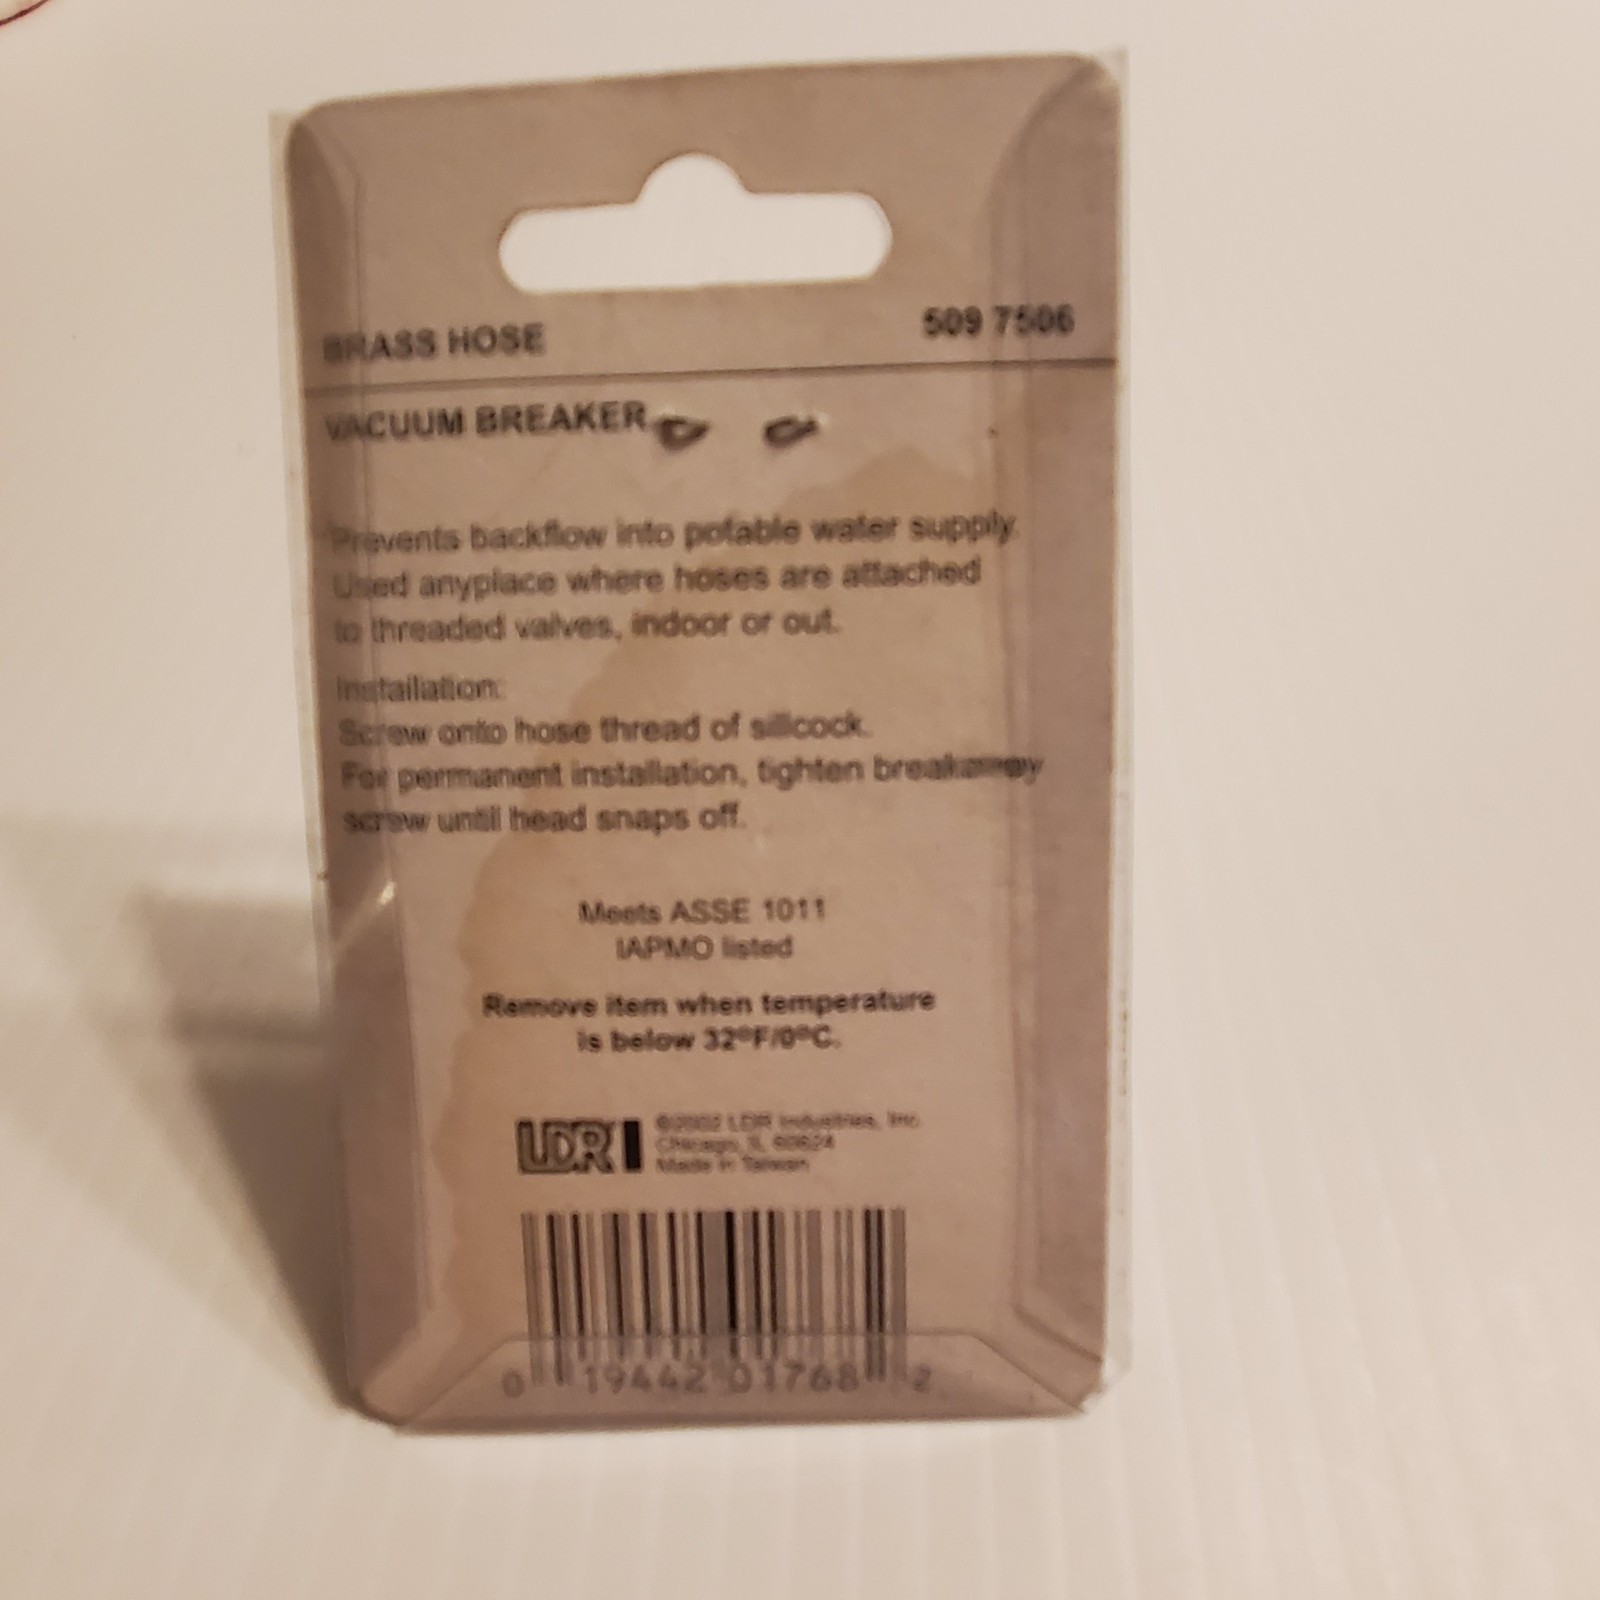 BRASS HOSE 509 7506
VACUUM BREAKER
Prevents backflow into potable water supply.
Used anyplace where hoses are attached
to threaded valves, indoor or out.
Installation:
Screw onto hose thread of sillcock.
For permanent installation, tighten breakaway
screw until head snaps off.
Meets ASSE 1011
IAPMO listed
Remove item when temperature
is below 32ºF/0ºC.
LDR ©2002 LDR Industries, Inc.
Chicago, IL 60624
Made in Taiwan
0 19442 01768 2